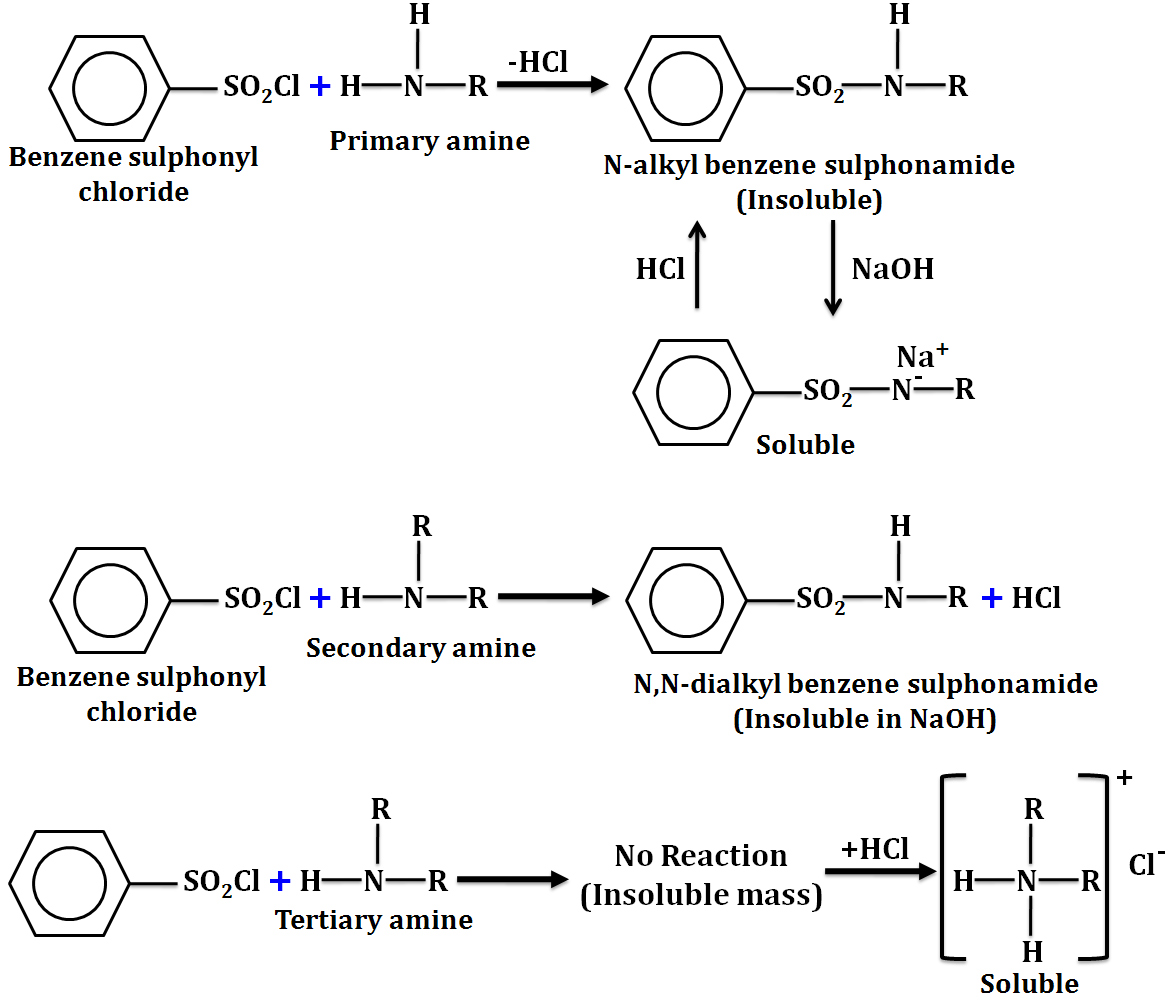 H
H
-HCl
SO₂Cl + H N R
SO₂ N R
Primary amine
Benzene sulphonyl
chloride
N-alkyl benzene sulphonamide
(Insoluble)
HCl
NaOH
Na⁺
SO₂ N⁻ R
Soluble
R
H
SO₂Cl + H N R
SO₂ N R + HCl
Secondary amine
Benzene sulphonyl
chloride
N,N-dialkyl benzene sulphonamide
(Insoluble in NaOH)
+
R
R
No Reaction
+HCl
Cl⁻
SO₂Cl + H N R
(Insoluble mass)
H N R
Tertiary amine
H
Soluble